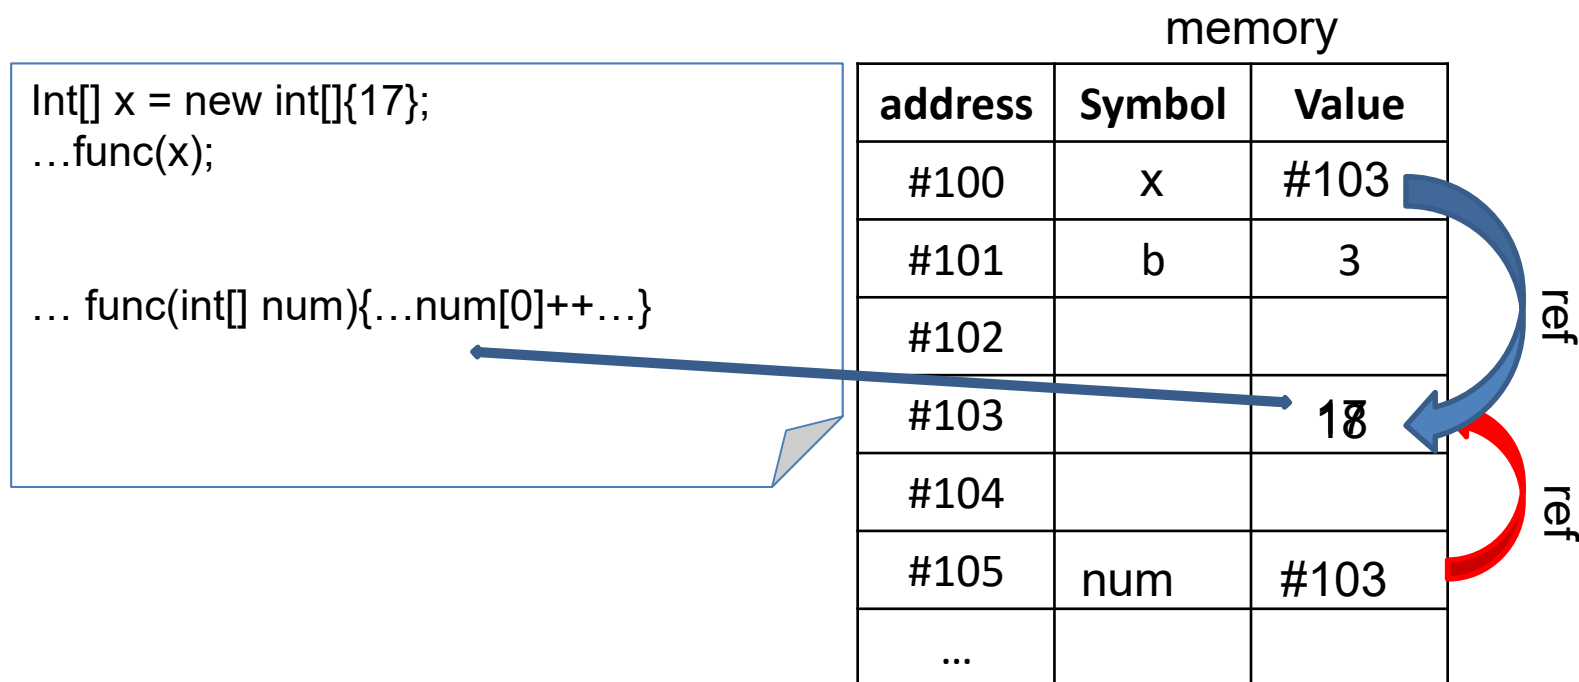 memory
Int[] x = new int[]{17};
…func(x);
… func(int[] num){…num[0]++…}
address Symbol Value
#100 x #103
#101 b 3
#102
#103
#104
#105 num #103
…
ref
ref